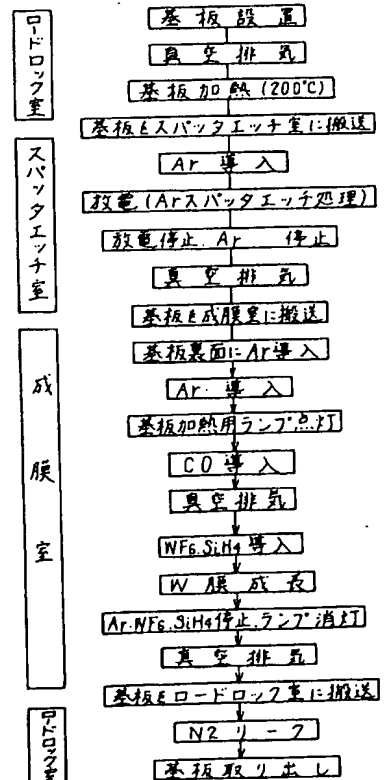 ロードロック室
基板設置
真空排気
基板加熱(200℃)
基板をスパッタエッチ室に搬送
スパッタエッチ室
Ar 導入
放電(Arスパッタエッチ処理)
放電停止.Ar 停止
真空排気
基板を成膜室に搬送
成膜室
基板裏面にAr導入
Ar.導入
基板加熱用ランプ点灯
CO導入
真空排気
WF6.SiH4導入
W膜成長
Ar.WF6.SiH4停止.ランプ消灯
真空排気
基板をロードロック室に搬送
ロードロック室
N2リーク
基板取り出し